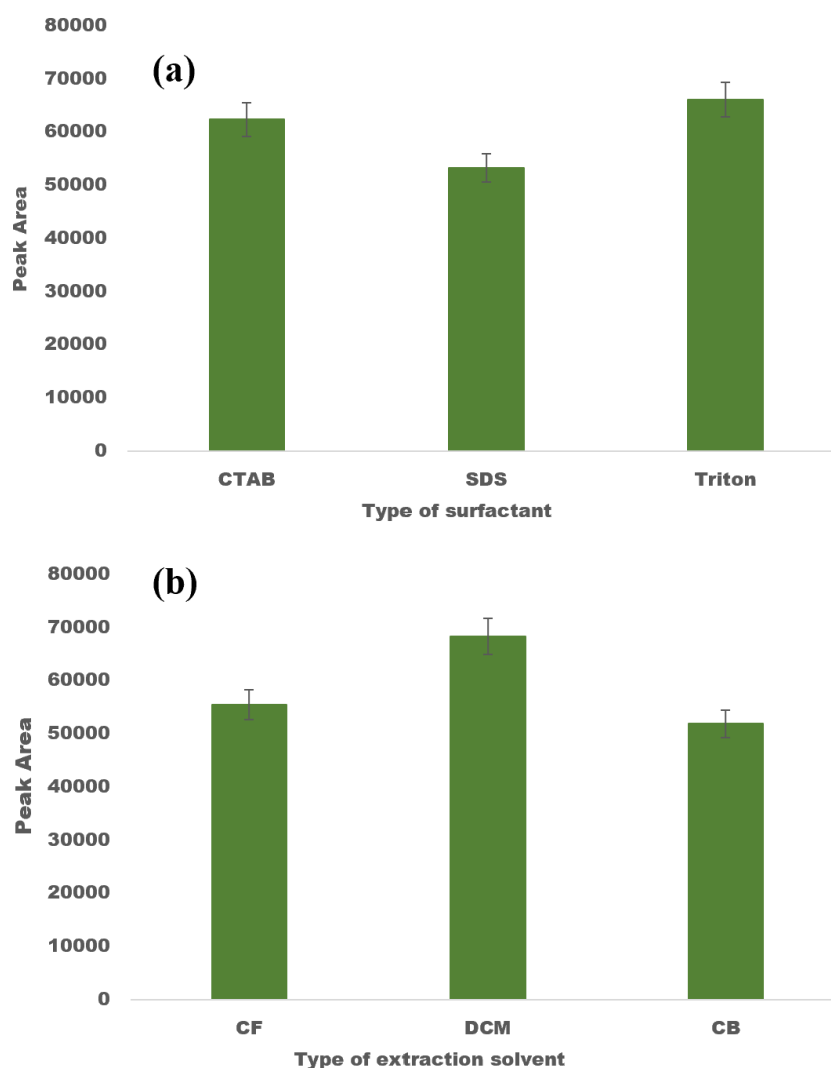 (a)
80000
70000
60000
50000
40000
30000
20000
10000
0
Peak Area
CTAB SDS Triton
Type of surfactant
(b)
80000
70000
60000
50000
40000
30000
20000
10000
0
Peak Area
CF DCM CB
Type of extraction solvent